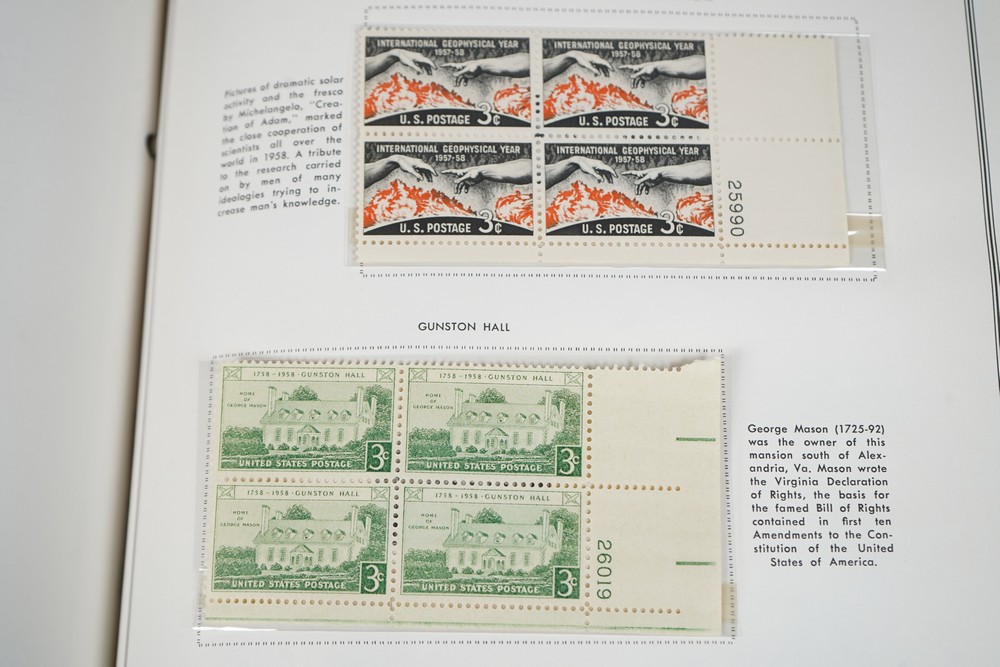 INTERNATIONAL GEOPHYSICAL YEAR
1957-58
U.S. POSTAGE 3¢
INTERNATIONAL GEOPHYSICAL YEAR
1957-58
U.S. POSTAGE 3¢
INTERNATIONAL GEOPHYSICAL YEAR
1957-58
U.S. POSTAGE 3¢
INTERNATIONAL GEOPHYSICAL YEAR
1957-58
U.S. POSTAGE 3¢
25990
Pictures of dramatic solar
activity and the fresco
by Michelangelo, "Crea-
tion of Adam," marked
the close cooperation of
scientists all over the
world in 1958. A tribute
to the research carried
on by men of many
ideologies trying to in-
crease man's knowledge.
GUNSTON HALL
1758-1958·GUNSTON HALL
HOME
OF
GEORGE MASON
UNITED STATES POSTAGE 3¢
1758-1958·GUNSTON HALL
HOME
OF
GEORGE MASON
UNITED STATES POSTAGE 3¢
1758-1958·GUNSTON HALL
HOME
OF
GEORGE MASON
UNITED STATES POSTAGE 3¢
1758-1958·GUNSTON HALL
HOME
OF
GEORGE MASON
UNITED STATES POSTAGE 3¢
26019
George Mason (1725-92)
was the owner of this
mansion south of Alex-
andria, Va. Mason wrote
the Virginia Declaration
of Rights, the basis for
the famed Bill of Rights
contained in first ten
Amendments to the Con-
stitution of the United
States of America.